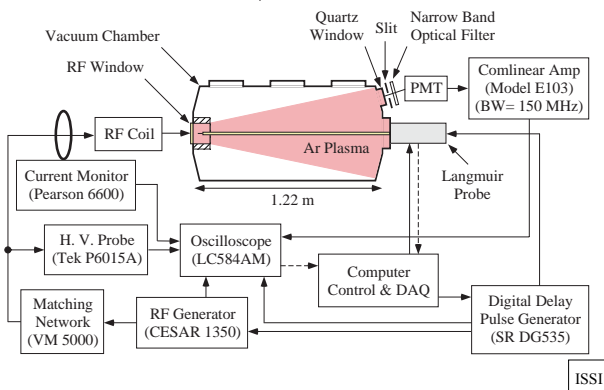 Vacuum Chamber
RF Window
Quartz
Window
Slit
Narrow Band
Optical Filter
PMT
Comlinear Amp
(Model E103)
(BW= 150 MHz)
RF Coil
Ar Plasma
Langmuir
Probe
1.22 m
Current Monitor
(Pearson 6600)
H. V. Probe
(Tek P6015A)
Oscilloscope
(LC584AM)
Computer
Control & DAQ
Matching
Network
(VM 5000)
RF Generator
(CESAR 1350)
Digital Delay
Pulse Generator
(SR DG535)
ISSI